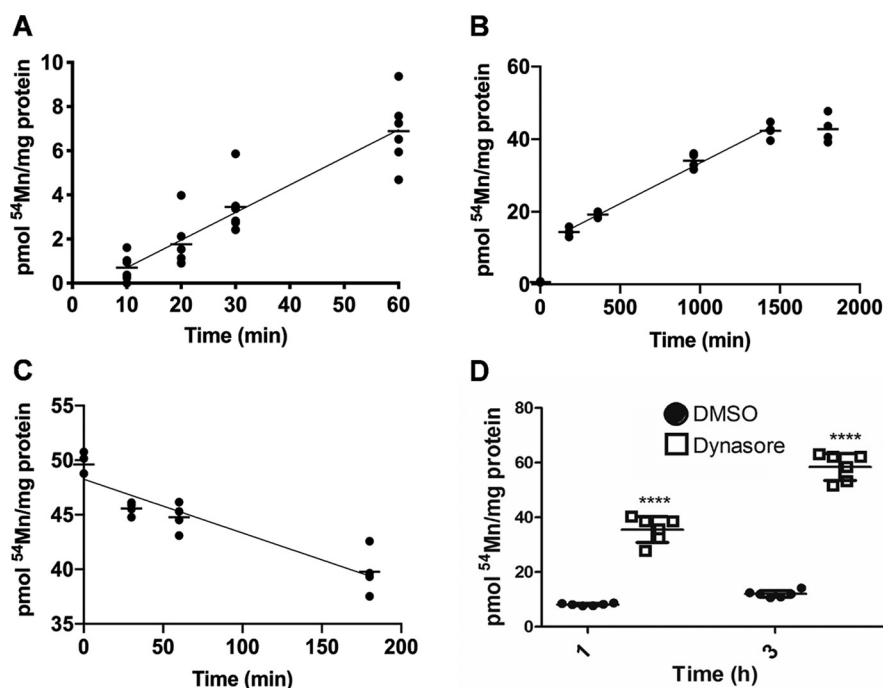 A
10
8
6
4
2
0
0 10 20 30 40 50 60
pmol ⁵⁴Mn/mg protein
Time (min)
B
60
40
20
0
0 500 1000 1500 2000
pmol ⁵⁴Mn/mg protein
Time (min)
C
55
50
45
40
35
0 50 100 150 200
pmol ⁵⁴Mn/mg protein
Time (min)
D
80
60
40
20
0
DMSO
Dynasore
****
****
1 3
pmol ⁵⁴Mn/mg protein
Time (h)